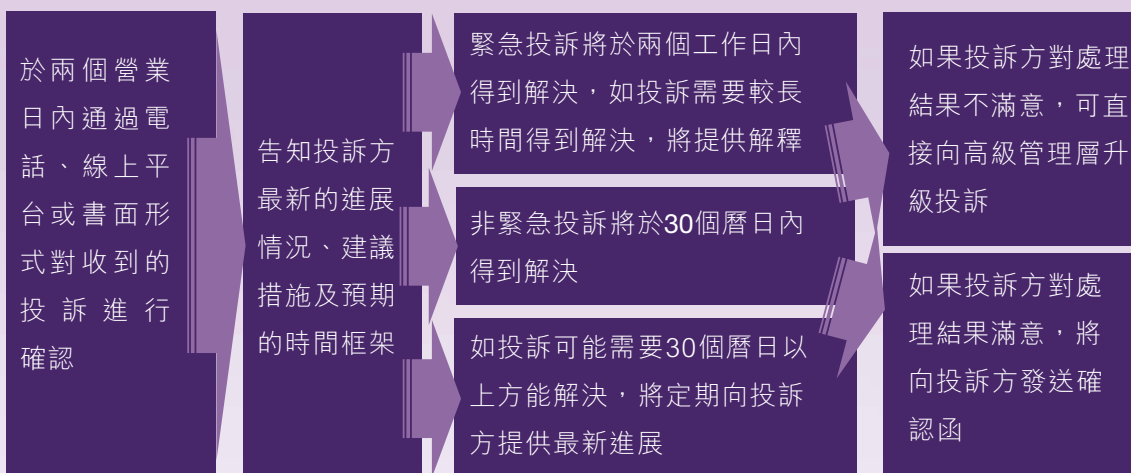 於兩個營業
日內通過電
話、線上平
台或書面形
式對收到的
投訴進行
確認
告知投訴方
最新的進展
情況、建議
措施及預期
的時間框架
緊急投訴將於兩個工作日內
得到解決，如投訴需要較長
時間得到解決，將提供解釋
非緊急投訴將於30個曆日內
得到解決
如投訴可能需要30個曆日以
上方能解決，將定期向投訴
方提供最新進展
如果投訴方對處理
結果不滿意，可直
接向高級管理層升
級投訴
如果投訴方對處
理結果滿意，將
向投訴方發送確
認函